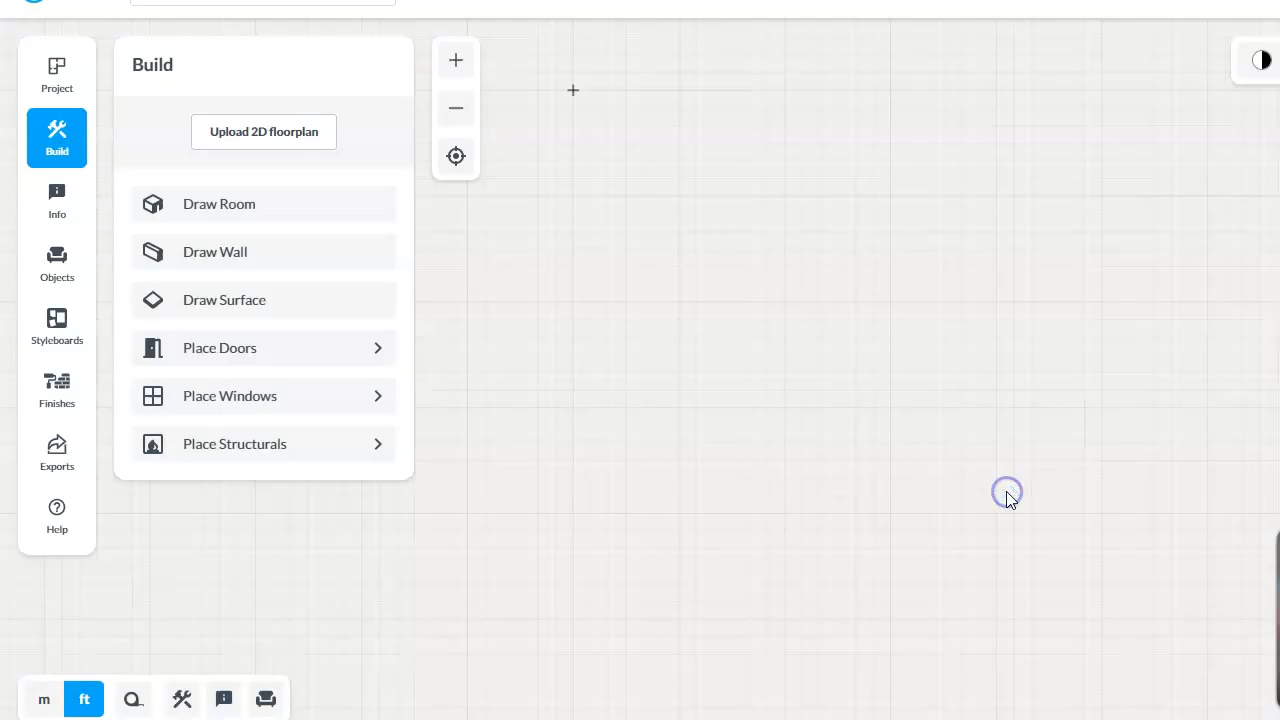 Project
Build
Info
Objects
Styleboards
Finishes
Exports
Help
Build
Upload 2D floorplan
Draw Room
Draw Wall
Draw Surface
Place Doors
Place Windows
Place Structurals
m
ft